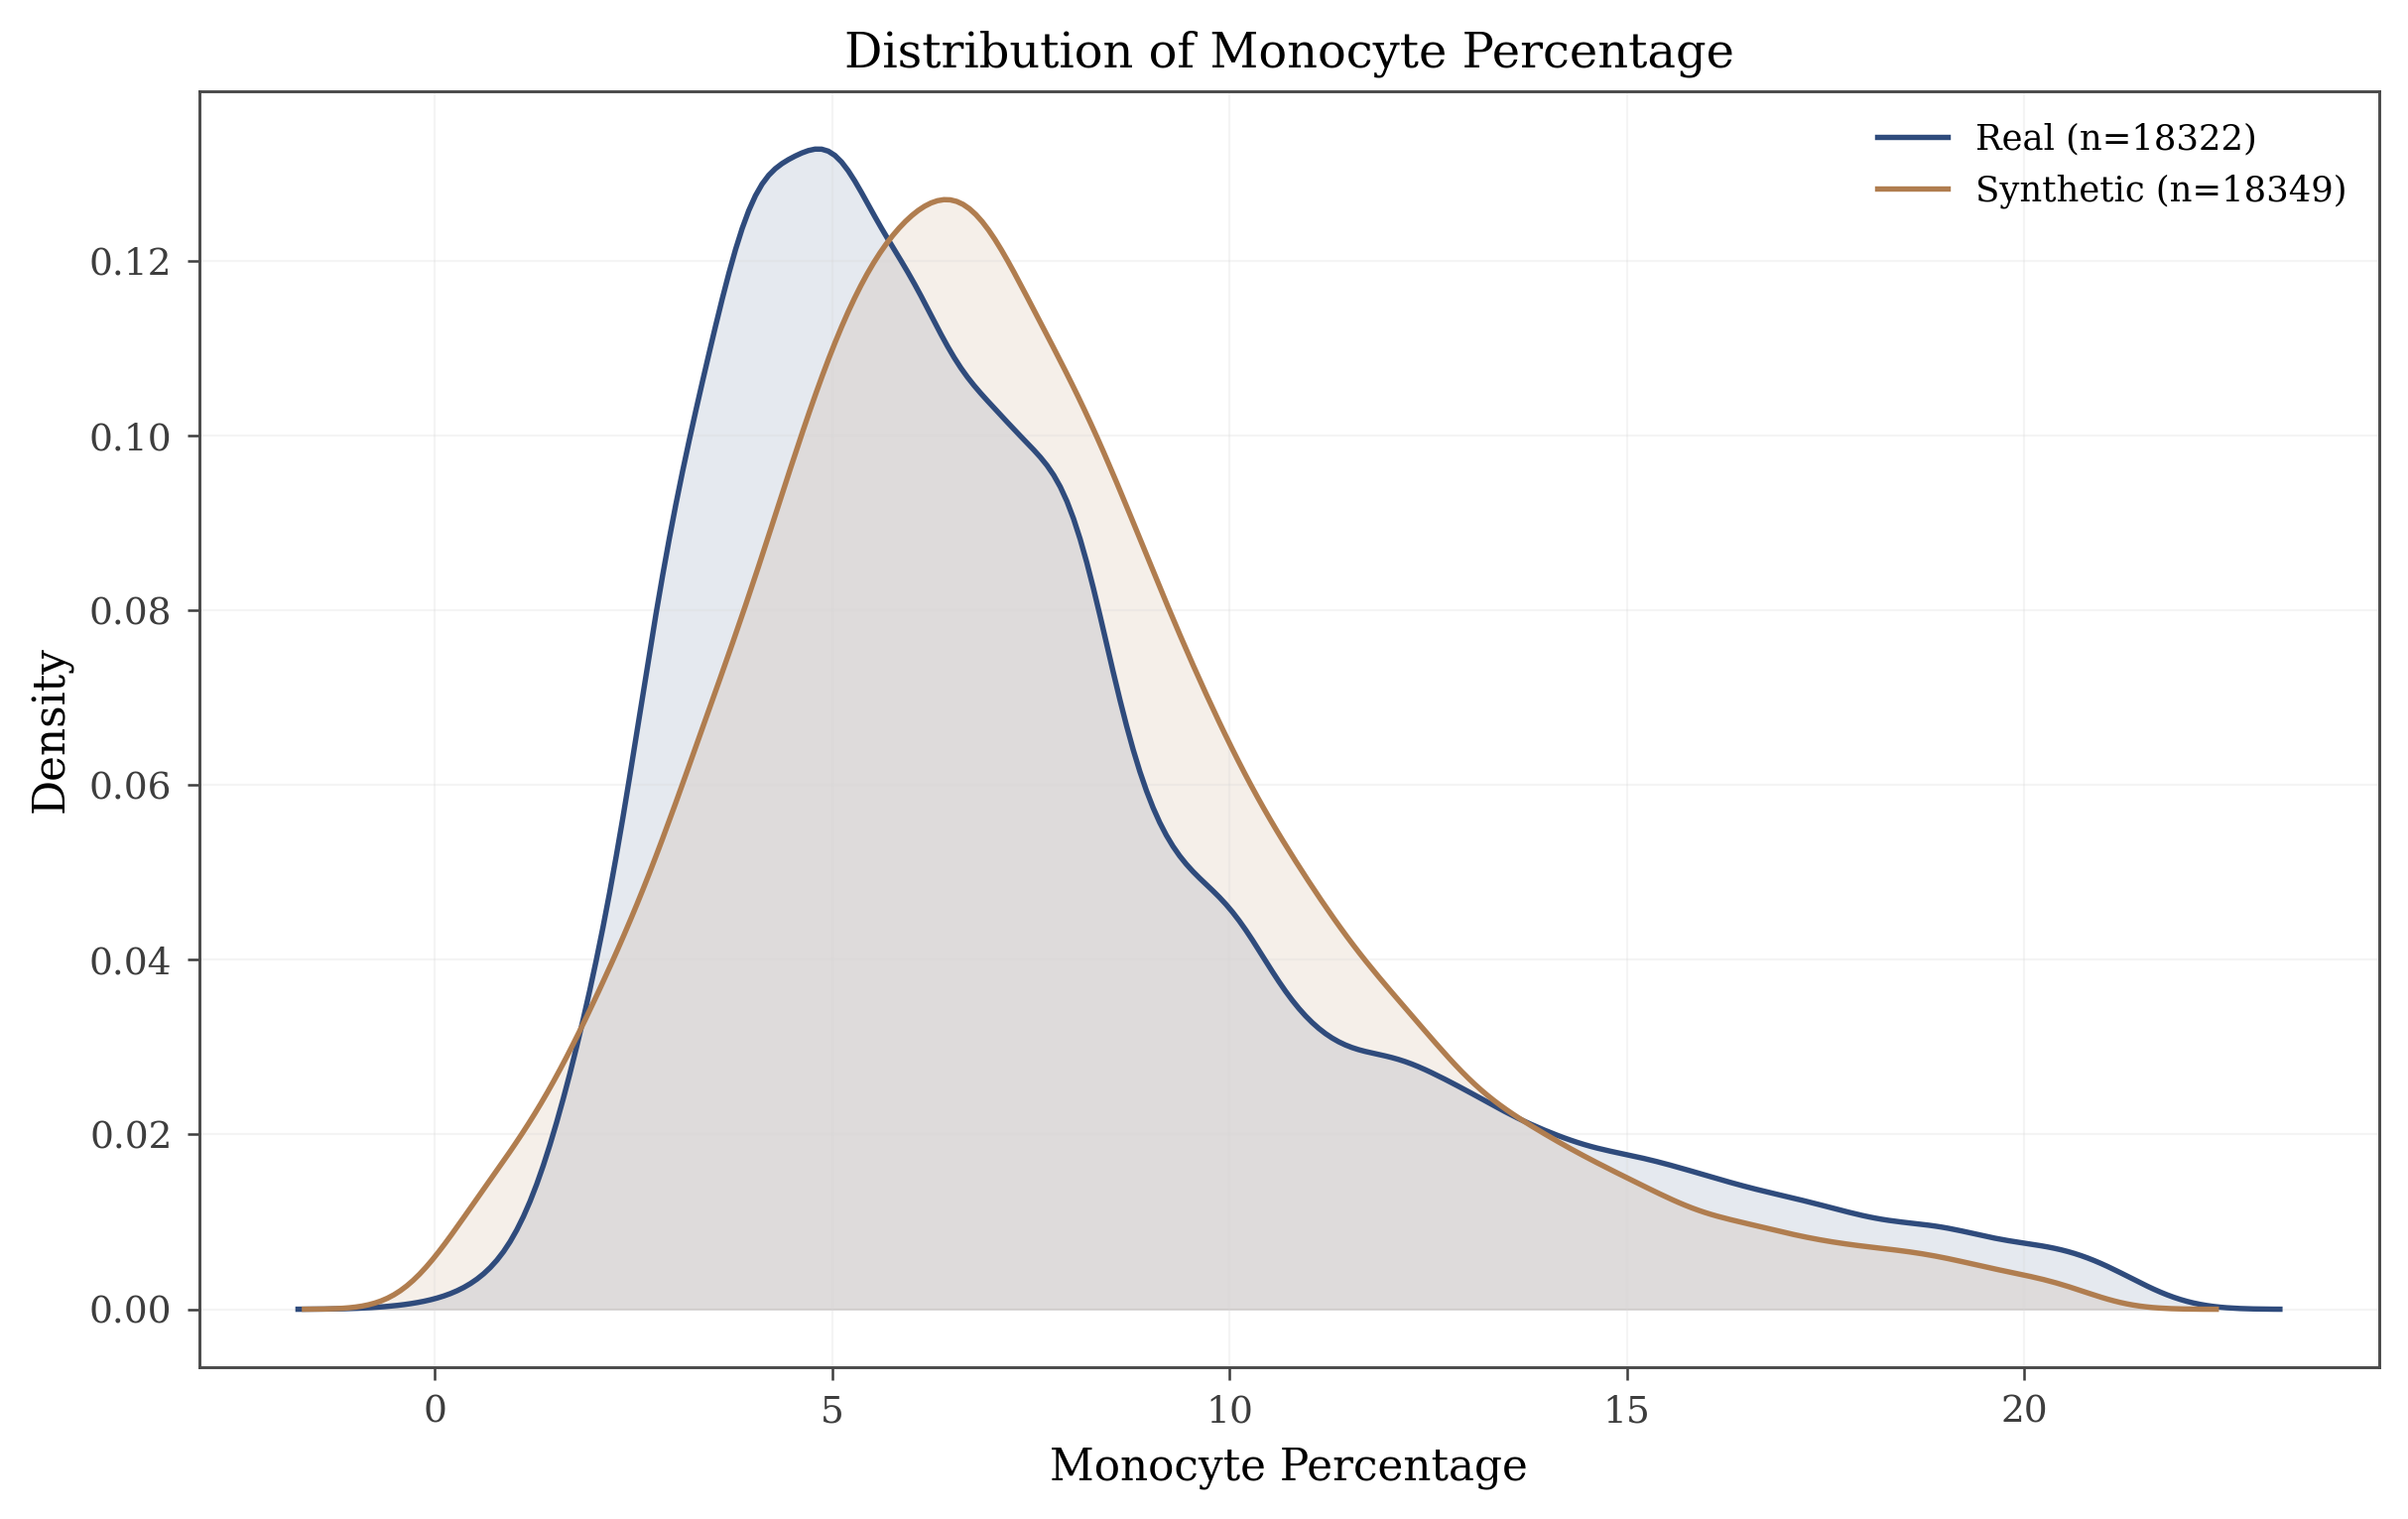 Distribution of Monocyte Percentage
Real (n=18322)
Synthetic (n=18349)
Density
0.12
0.10
0.08
0.06
0.04
0.02
0.00
0 5 10 15 20
Monocyte Percentage